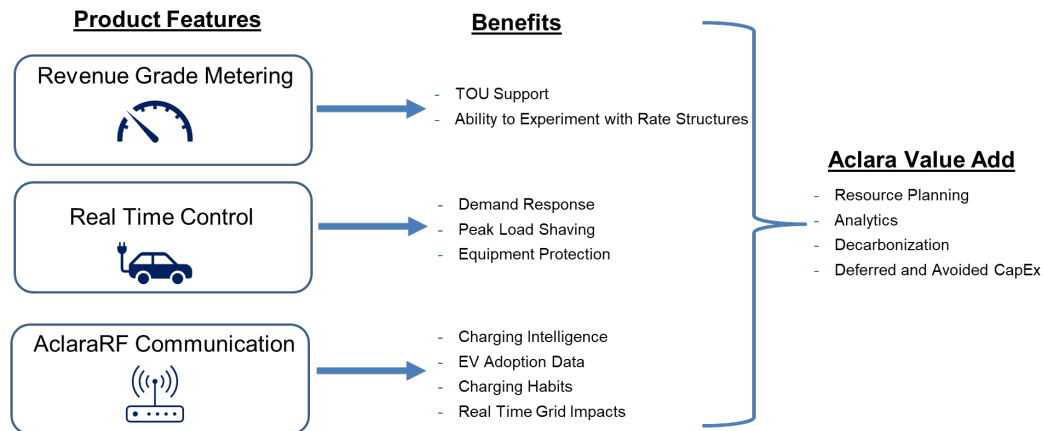 Product Features
Benefits
Revenue Grade Metering
- TOU Support
- Ability to Experiment with Rate Structures
Real Time Control
- Demand Response
- Peak Load Shaving
- Equipment Protection
AclaraRF Communication
- Charging Intelligence
- EV Adoption Data
- Charging Habits
- Real Time Grid Impacts
Aclara Value Add
- Resource Planning
- Analytics
- Decarbonization
- Deferred and Avoided CapEx